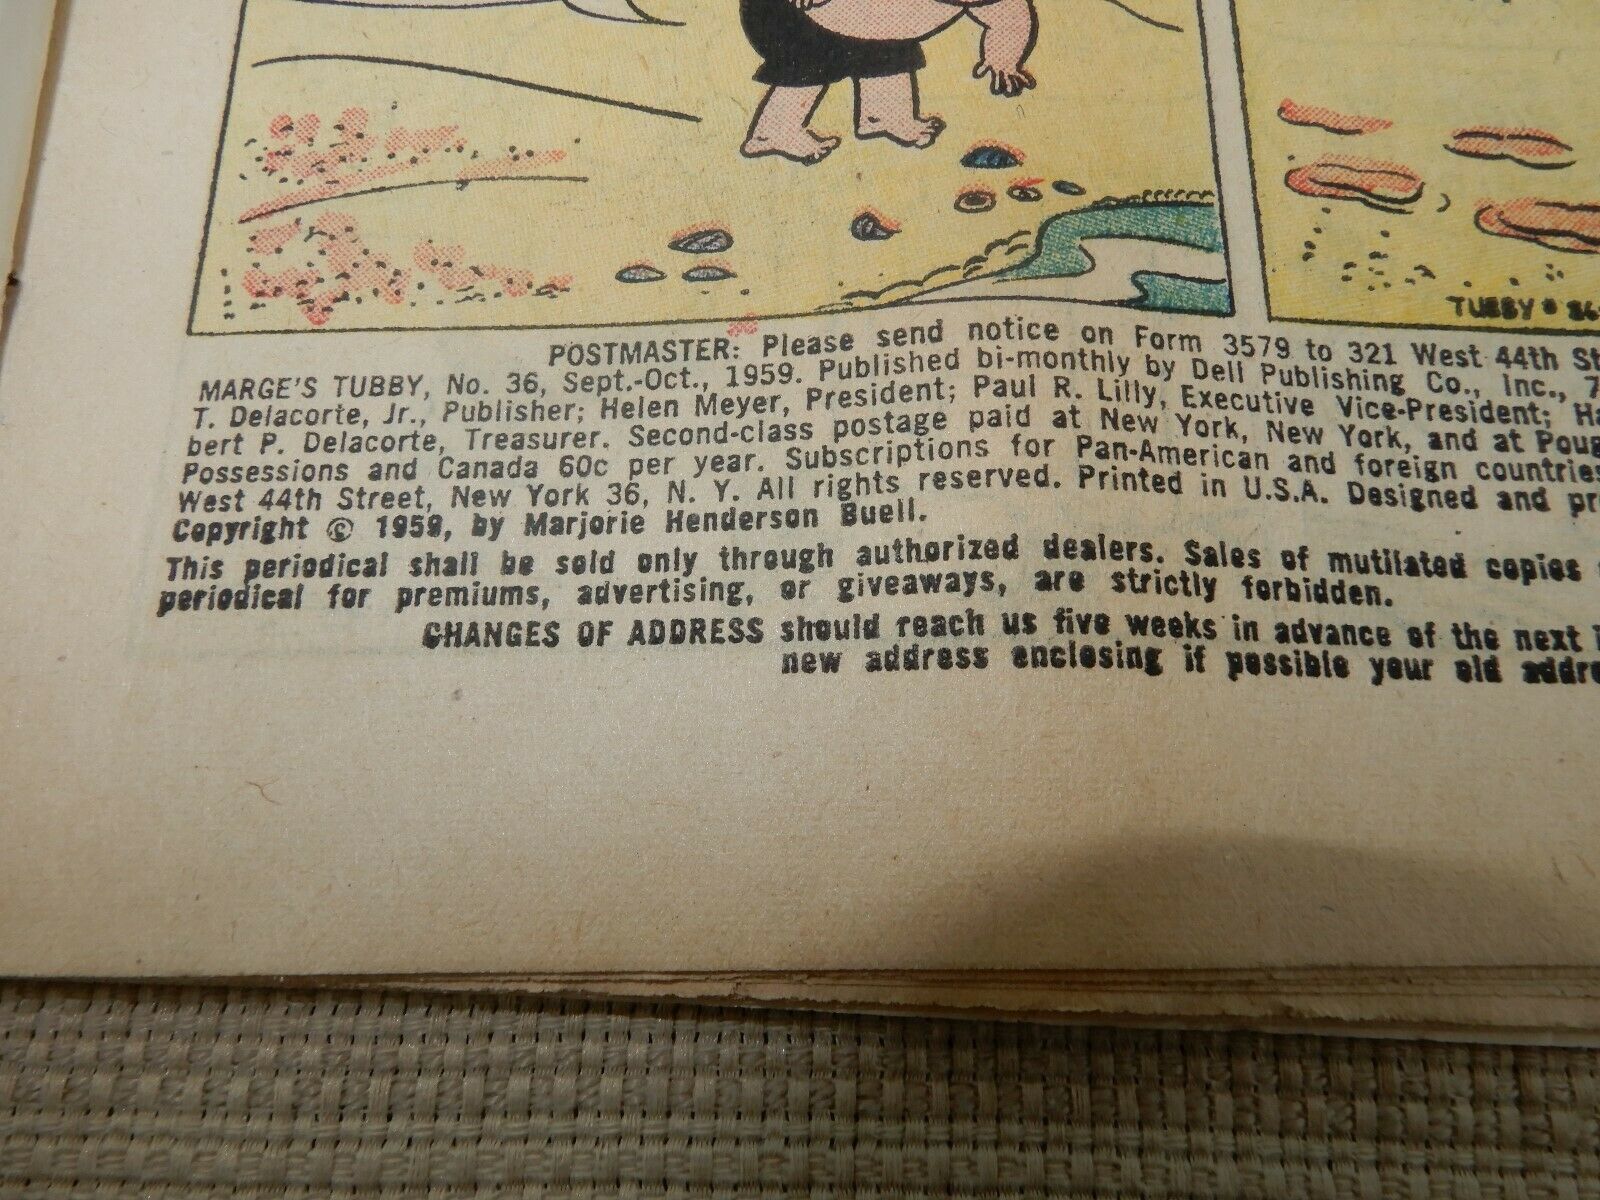 TUBBY # 36
POSTMASTER: Please send notice on Form 3579 to 321 West 44th
MARGE'S TUBBY, No. 36, Sept.-Oct., 1959. Published bi-monthly by Dell Publishing Co., Inc.,
T. Delacorte, Jr., Publisher; Helen Meyer, President; Paul R. Lilly, Executive Vice-President;
bert P. Delacorte, Treasurer. Second-class postage paid at New York, New York, and at
Possessions and Canada 60c per year. Subscriptions for Pan-American and foreign countries
West 44th Street, New York 36, N. Y. All rights reserved. Printed in U.S.A. Designed and
Copyright © 1959, by Marjorie Henderson Buell.
This periodical shall be sold only through authorized dealers. Sales of mutilated copies
periodical for premiums, advertising, or giveaways, are strictly forbidden.
CHANGES OF ADDRESS should reach us five weeks in advance of the next
new address enclosing if possible your old